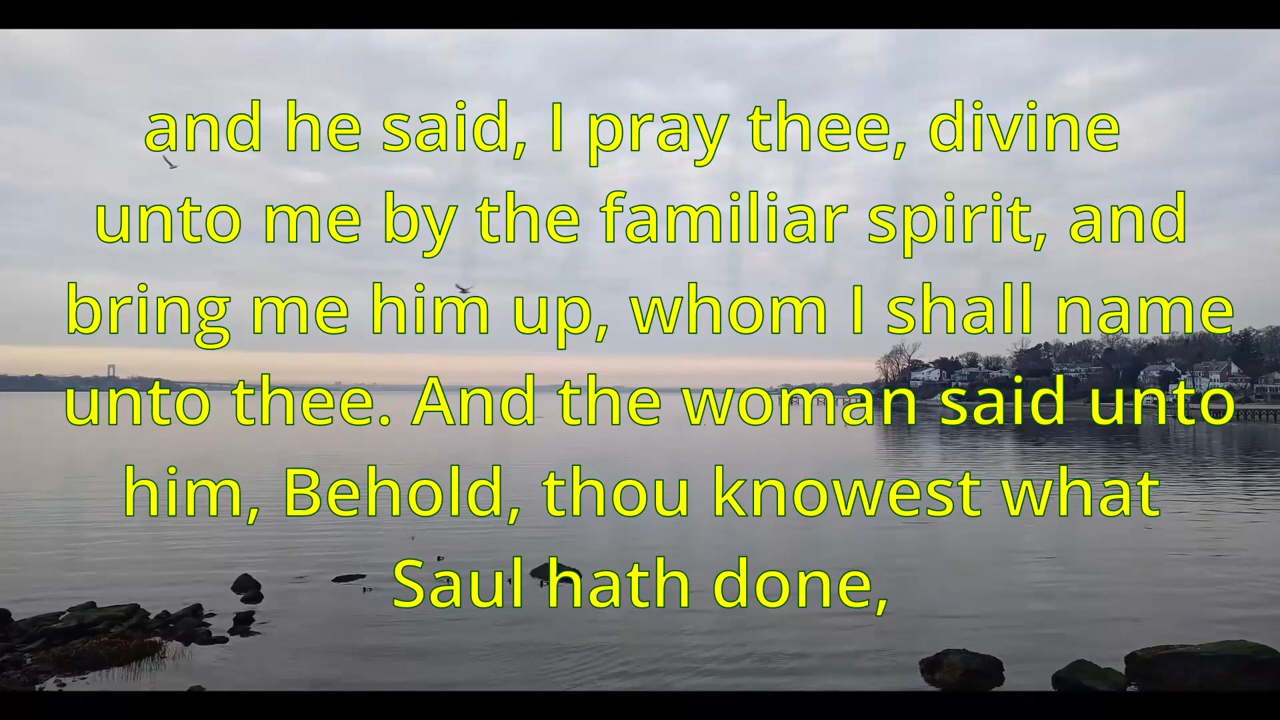 and he said, I pray thee, divine
unto me by the familiar spirit, and
bring me him up, whom I shall name
unto thee. And the woman said unto
him, Behold, thou knowest what
Saul hath done,